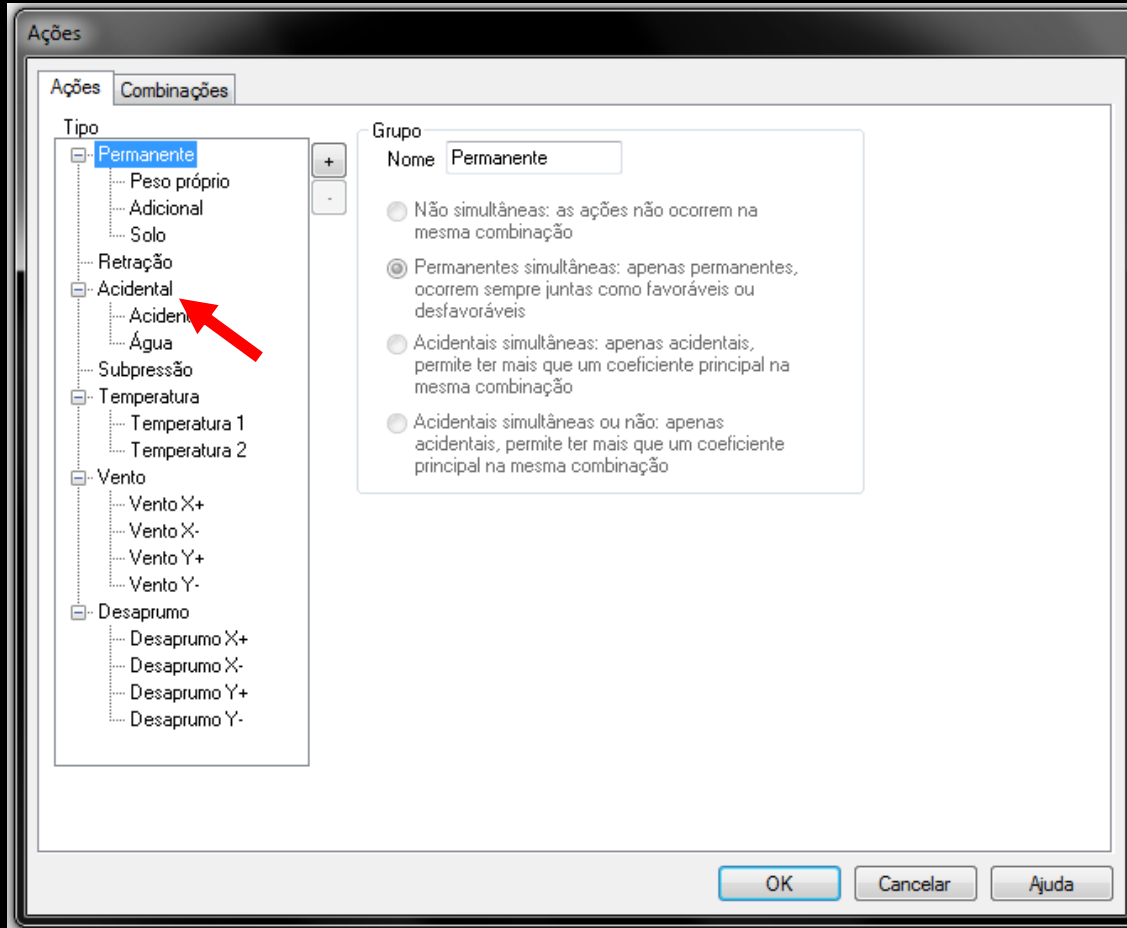 Ações
Ações
Combinações
Tipo
Permanente
Peso próprio
Adicional
Solo
Retração
Acidental
Água
Subpressão
Temperatura
Temperatura 1
Temperatura 2
Vento
Vento X+
Vento X-
Vento Y+
Vento Y-
Desaprumo
Desaprumo X+
Desaprumo X-
Desaprumo Y+
Desaprumo Y-
+
-
Grupo
Nome Permanente
Não simultâneas: as ações não ocorrem na
mesma combinação
Permanentes simultâneas: apenas permanentes,
ocorrem sempre juntas como favoráveis ou
desfavoráveis
Acidentais simultâneas: apenas acidentais,
permite ter mais que um coeficiente principal na
mesma combinação
Acidentais simultâneas ou não: apenas
acidentais, permite ter mais que um coeficiente
principal na mesma combinação
OK
Cancelar
Ajuda